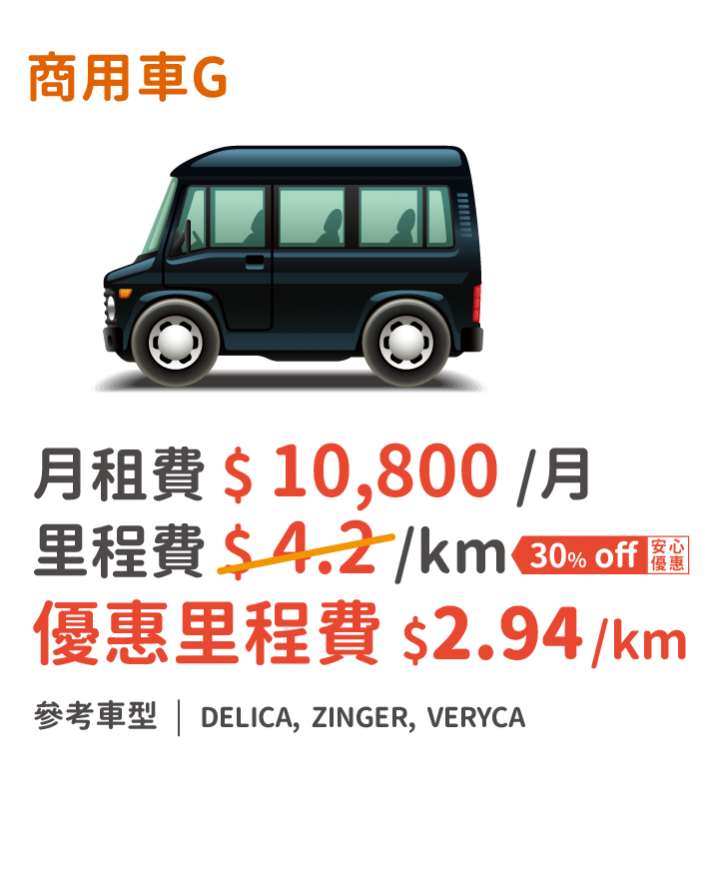 商用車G
月租費 $ 10,800 /月
里程費 $ 4.2 /km 30% off 安心優惠
優惠里程費 $2.94/km
參考車型 | DELICA, ZINGER, VERYCA